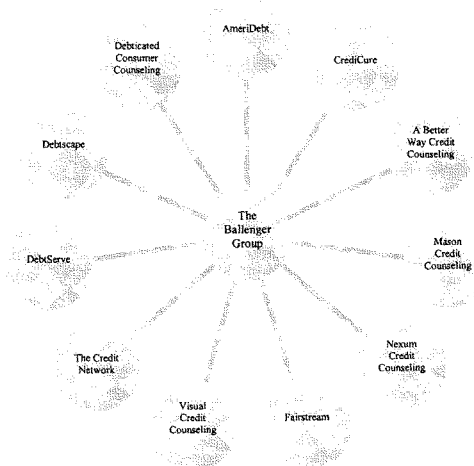 AmeriDebt
CrediCure
A Better
Way Credit
Counseling
Mason
Credit
Counseling
Nexum
Credit
Counseling
Fairstream
Visual
Credit
Counseling
The Credit
Network
DebtServe
Debtscape
Debticated
Consumer
Counseling
The
Ballenger
Group